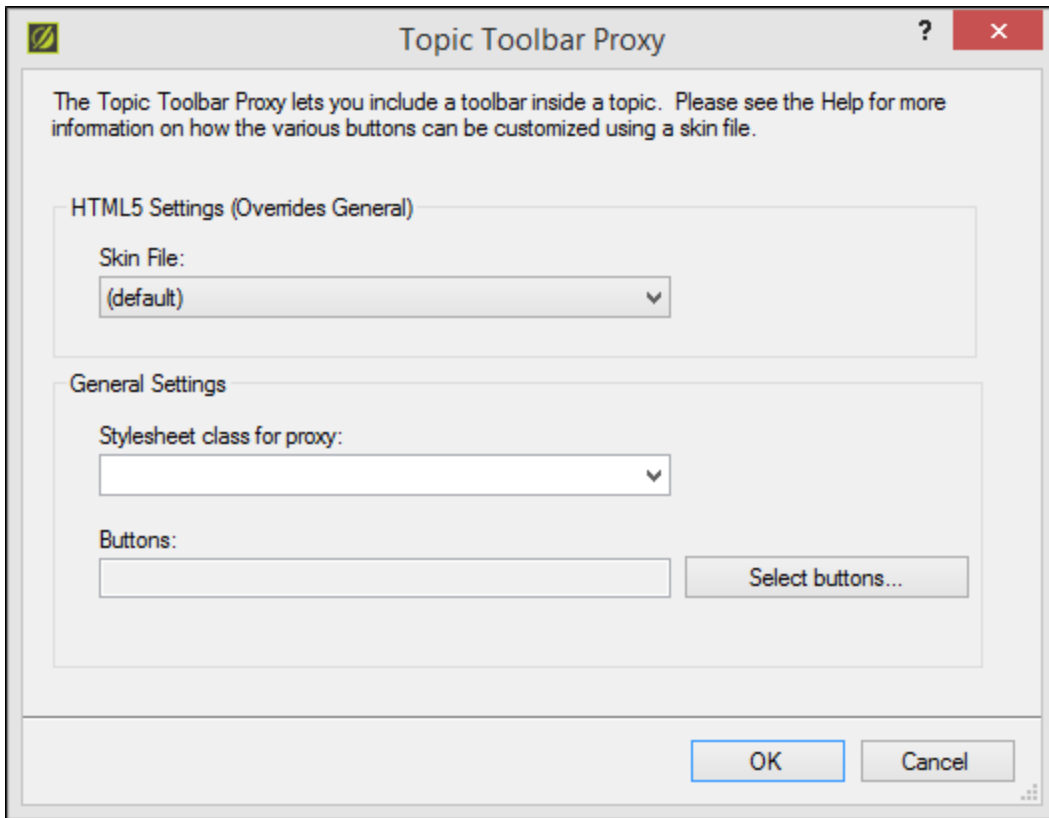 Topic Toolbar Proxy
?
The Topic Toolbar Proxy lets you include a toolbar inside a topic.  Please see the Help for more
information on how the various buttons can be customized using a skin file.
HTML5 Settings (Overrides General)
Skin File:
(default)
General Settings
Stylesheet class for proxy:
Buttons:
Select buttons...
OK
Cancel